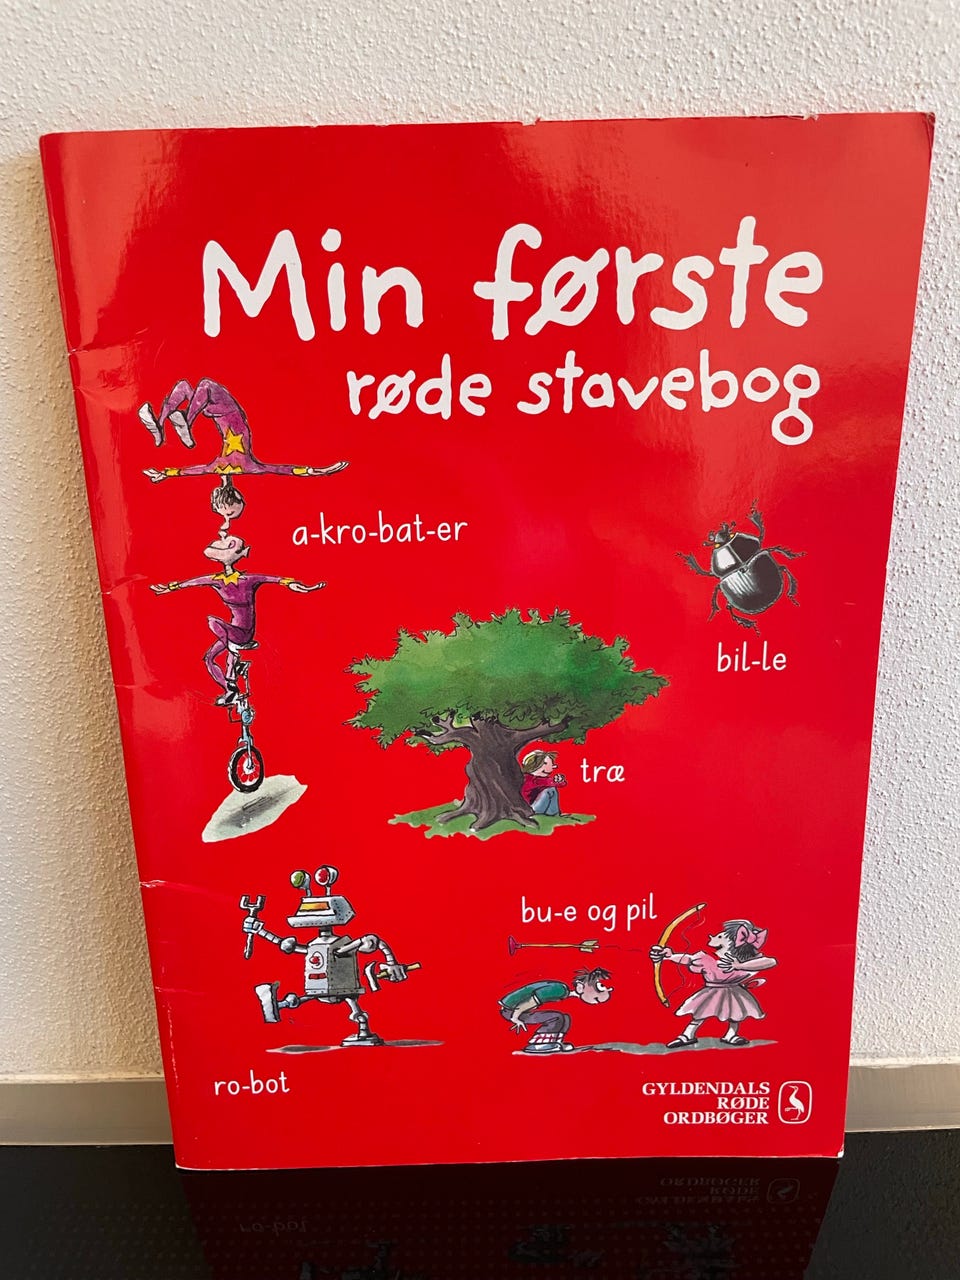 Min første
røde stavebog
a-kro-bat-er
bil-le
træ
bu-e og pil
ro-bot
GYLDENDALS
RØDE
ORDBØGER